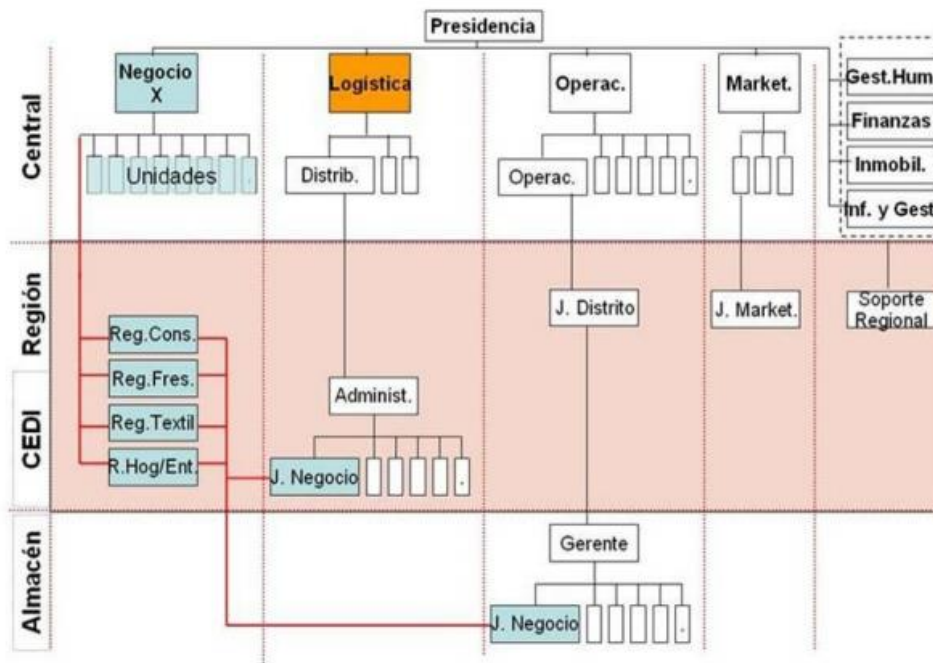 Presidencia
Negocio
X
Logística
Operac.
Market.
Gest.Hum
Finanzas
Inmobil.
Inf. y Gest
Central
Unidades
Distrib.
Operac.
Región
J. Distrito
J. Market.
Soporte
Regional
Reg.Cons.
Reg.Fres.
Reg.Textil
R.Hog/Ent.
CEDI
Administ.
J. Negocio
Almacén
Gerente
J. Negocio